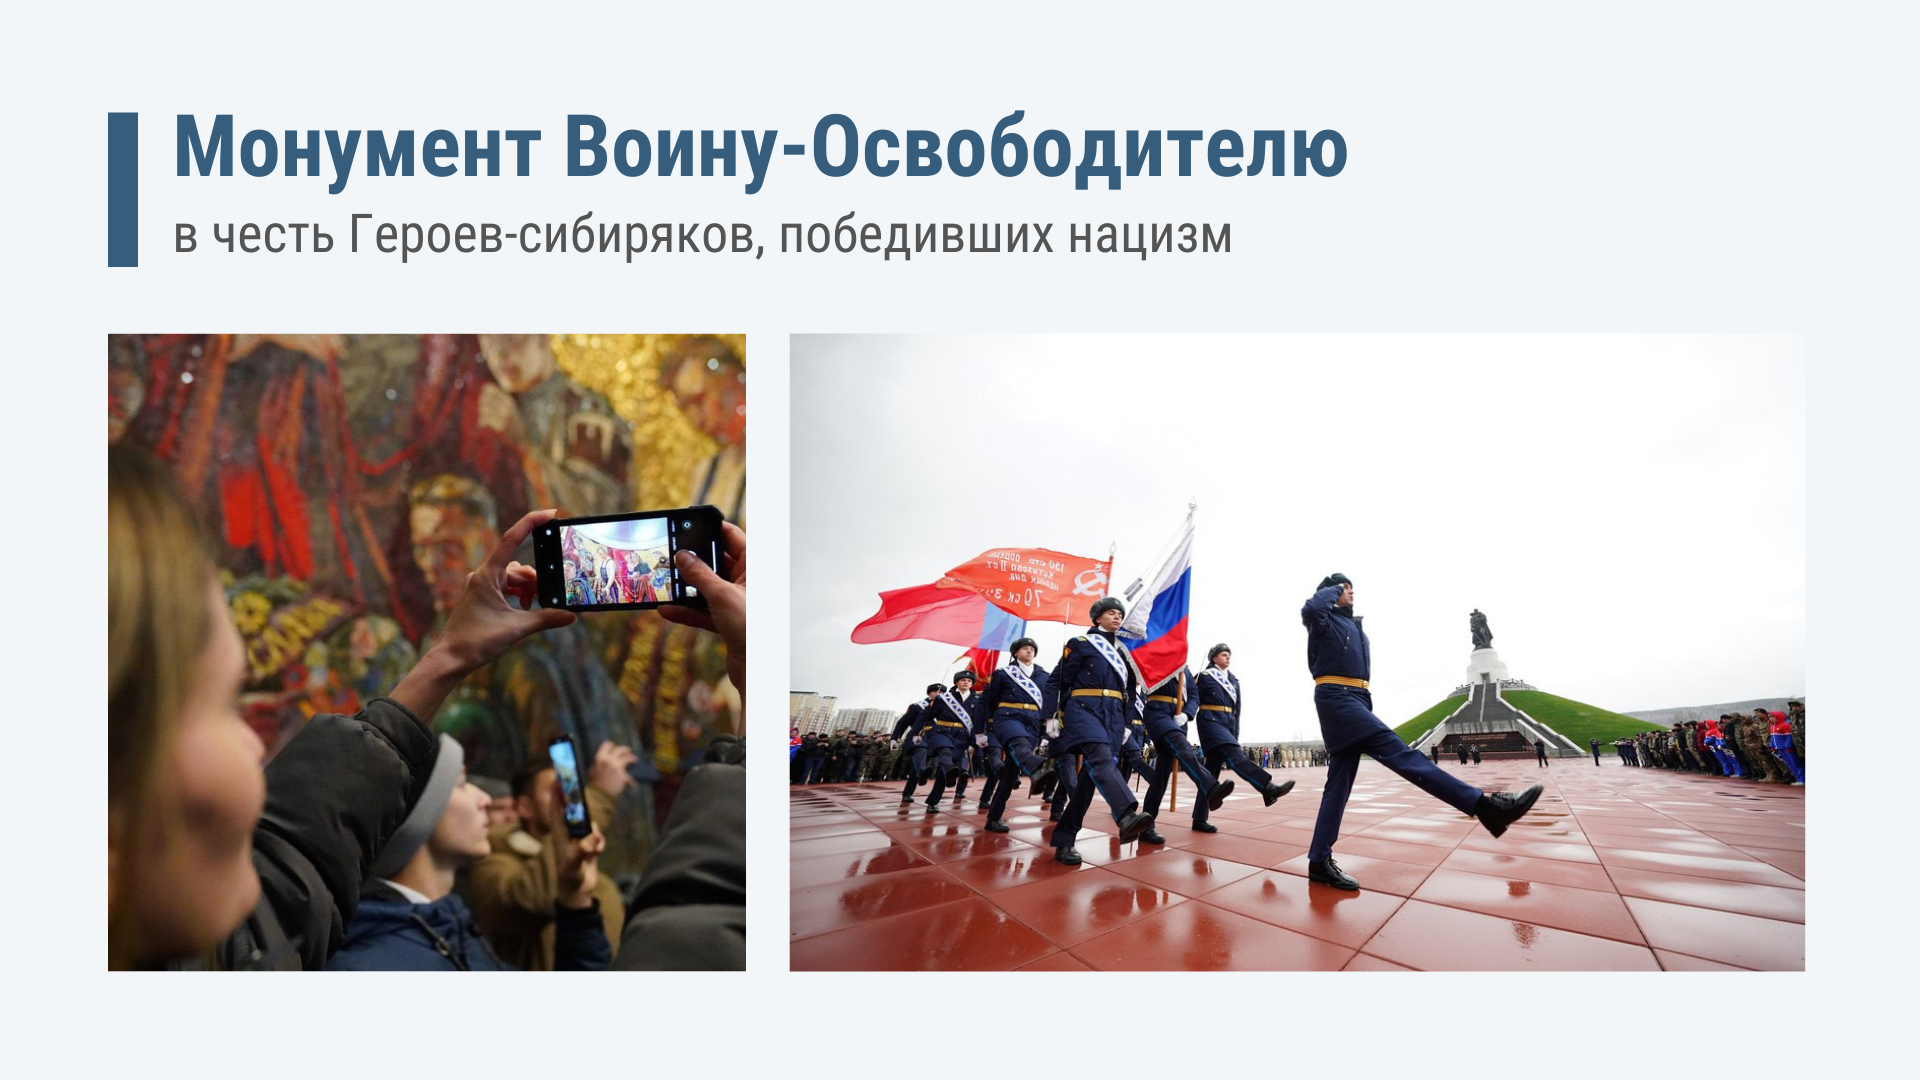 Монумент Воину-Освободителю
в честь Героев-сибиряков, победивших нацизм